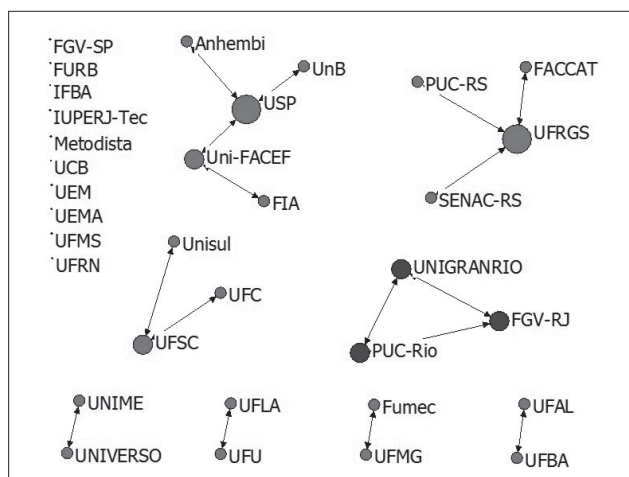 FGV-SP
FURB
IFBA
IUPERJ-Tec
Metodista
UCB
UEM
UEMA
UFMS
UFRN
Anhembi
UnB
USP
Uni-FACEF
FIA
PUC-RS
FACCAT
UFRGS
SENAC-RS
Unisul
UFC
UFSC
UNIGRANRIO
FGV-RJ
PUC-Rio
UNIME
UNIVERSO
UFLA
UFU
Fumec
UFMG
UFAL
UFBA